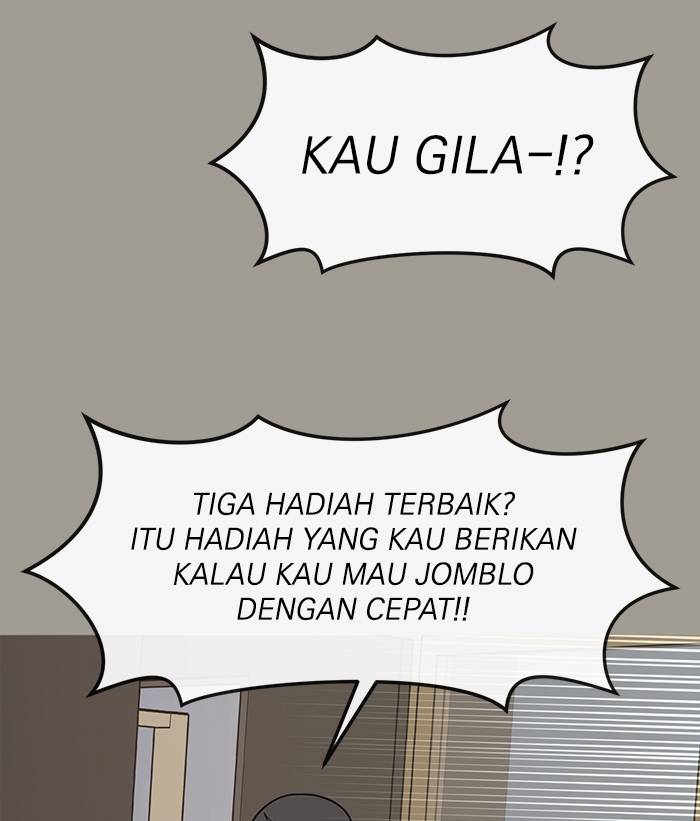 KAU GILA–!?
TIGA HADIAH TERBAIK?
ITU HADIAH YANG KAU BERIKAN
KALAU KAU MAU JOMBLO
DENGAN CEPAT!!